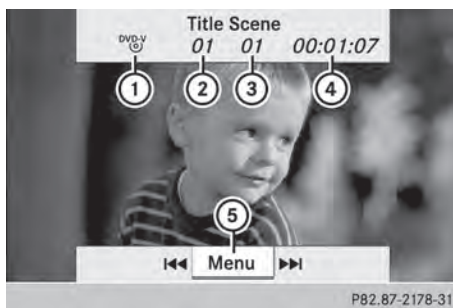 Title Scene
DVD-V 01 01 00:01:07
1 2 3 4
5
Menu
P82.87-2178-31